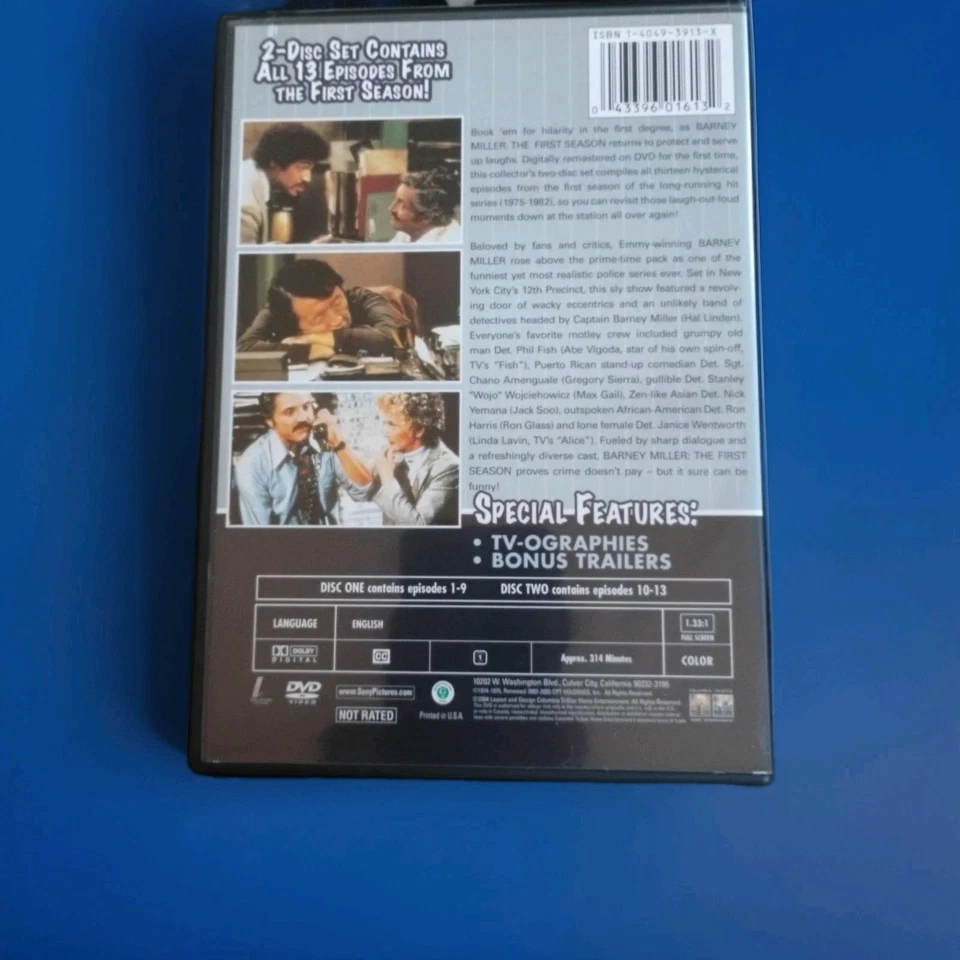 2-DISC SET CONTAINS
ALL 13 EPISODES FROM
THE FIRST SEASON!
ISBN 1-4049-3913-X
0 43396 01613 2
Book 'em for hilarity in the first degree, as BARNEY
MILLER: THE FIRST SEASON returns to protect and serve
up laughs. Digitally remastered on DVD for the first time,
this collector's two-disc set compiles all thirteen hysterical
episodes from the first season of the long-running hit
series (1975-1982), so you can revisit those laugh-out-loud
moments down at the station all over again!
Beloved by fans and critics, Emmy-winning BARNEY
MILLER rose above the prime-time pack as one of the
funniest yet most realistic police series ever. Set in New
York City's 12th Precinct, this sly show featured a revolv-
ing door of wacky eccentrics and an unlikely band of
detectives headed by Captain Barney Miller (Hal Linden).
Everyone's favorite motley crew included grumpy old
man Det. Phil Fish (Abe Vigoda, star of his own spin-off,
TV's "Fish"), Puerto Rican stand-up comedian Det. Sgt.
Chano Amenguale (Gregory Sierra), gullible Det. Stanley
"Wojo" Wojciehowicz (Max Gail), Zen-like Asian Det. Nick
Yemana (Jack Soo), outspoken African-American Det. Ron
Harris (Ron Glass) and lone female Det. Janice Wentworth
(Linda Lavin, TV's "Alice"). Fueled by sharp dialogue and
a refreshingly diverse cast, BARNEY MILLER: THE FIRST
SEASON proves crime doesn't pay – but it sure can be
funny!
SPECIAL FEATURES:
• TV-OGRAPHIES
• BONUS TRAILERS
DISC ONE contains episodes 1-9 DISC TWO contains episodes 10-13
LANGUAGE ENGLISH 1.33:1
FULL SCREEN
DOLBY
DIGITAL CC 1 Approx. 314 Minutes COLOR
DVD
VIDEO
www.SonyPictures.com
NOT RATED
Printed in U.S.A.
10202 W. Washington Blvd., Culver City, California 90232-3195